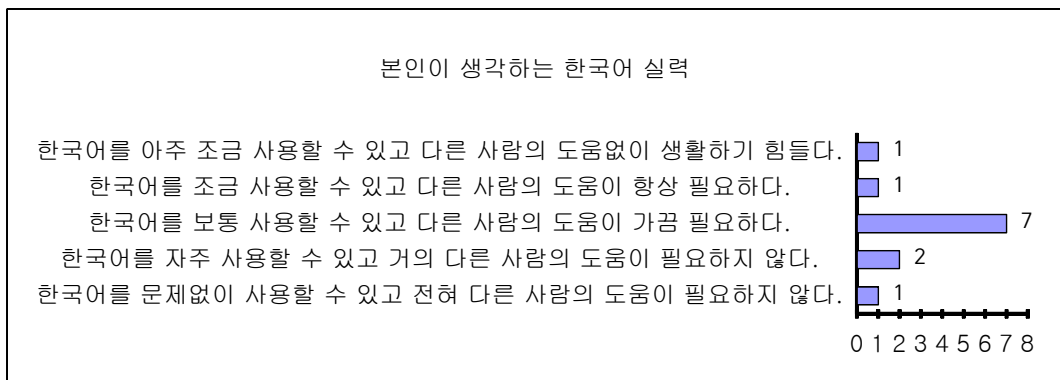 본인이 생각하는 한국어 실력
한국어를 아주 조금 사용할 수 있고 다른 사람의 도움없이 생활하기 힘들다. 1
한국어를 조금 사용할 수 있고 다른 사람의 도움이 항상 필요하다. 1
한국어를 보통 사용할 수 있고 다른 사람의 도움이 가끔 필요하다. 7
한국어를 자주 사용할 수 있고 거의 다른 사람의 도움이 필요하지 않다. 2
한국어를 문제없이 사용할 수 있고 전혀 다른 사람의 도움이 필요하지 않다. 1
0 1 2 3 4 5 6 7 8